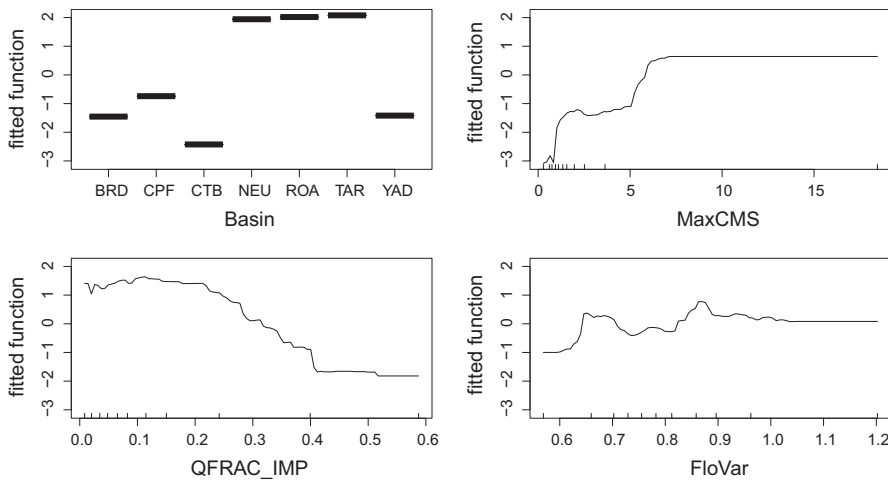 fitted function
2
1
0
-1
-2
-3
BRD CPF CTB NEU ROA TAR YAD
Basin
fitted function
2
1
0
-1
-2
-3
0 5 10 15
MaxCMS
fitted function
2
1
0
-1
-2
-3
0.0 0.1 0.2 0.3 0.4 0.5 0.6
QFRAC_IMP
fitted function
2
1
0
-1
-2
-3
0.6 0.7 0.8 0.9 1.0 1.1 1.2
FloVar